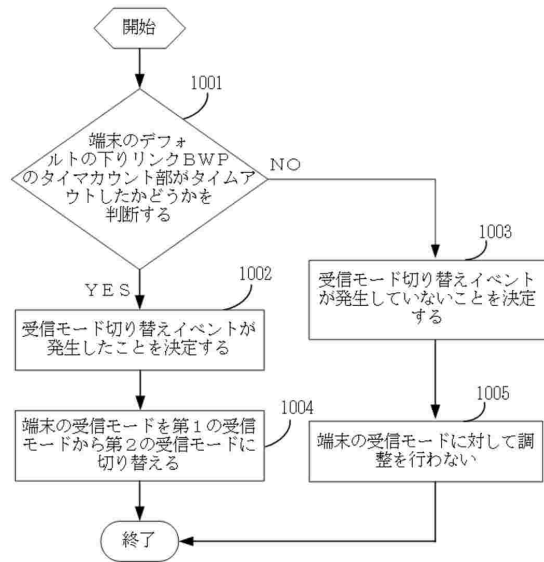 開始
1001
端末のデフォ
ルトの下りリンクＢＷＰ
のタイマカウント部がタイムア
ウトしたかどうかを
判断する
ＮＯ
ＹＥＳ
1002
受信モード切り替えイベントが
発生したことを決定する
1003
受信モード切り替えイベント
が発生していないことを決定
する
1004
端末の受信モードを第１の受信
モードから第２の受信モードに
切り替える
1005
端末の受信モードに対して調
整を行わない
終了